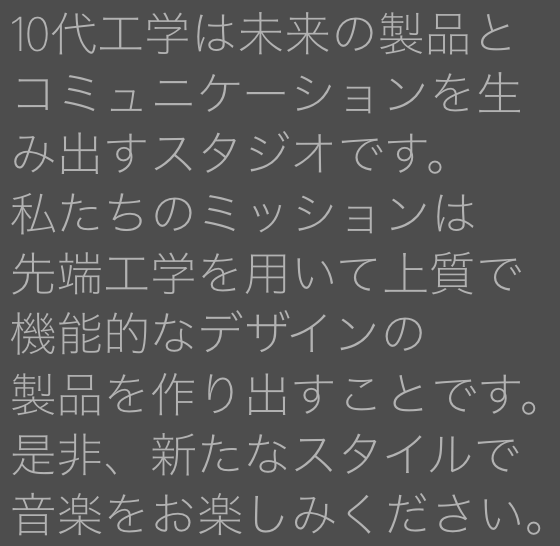 10代工学は未来の製品と
コミュニケーションを生
み出すスタジオです。
私たちのミッションは
先端工学を用いて上質で
機能的なデザインの
製品を作り出すことです。
是非、新たなスタイルで
音楽をお楽しみください。